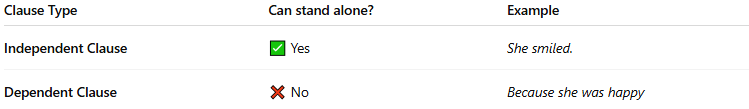 Clause Type Can stand alone? Example
Independent Clause ✅ Yes She smiled.
Dependent Clause ❌ No Because she was happy